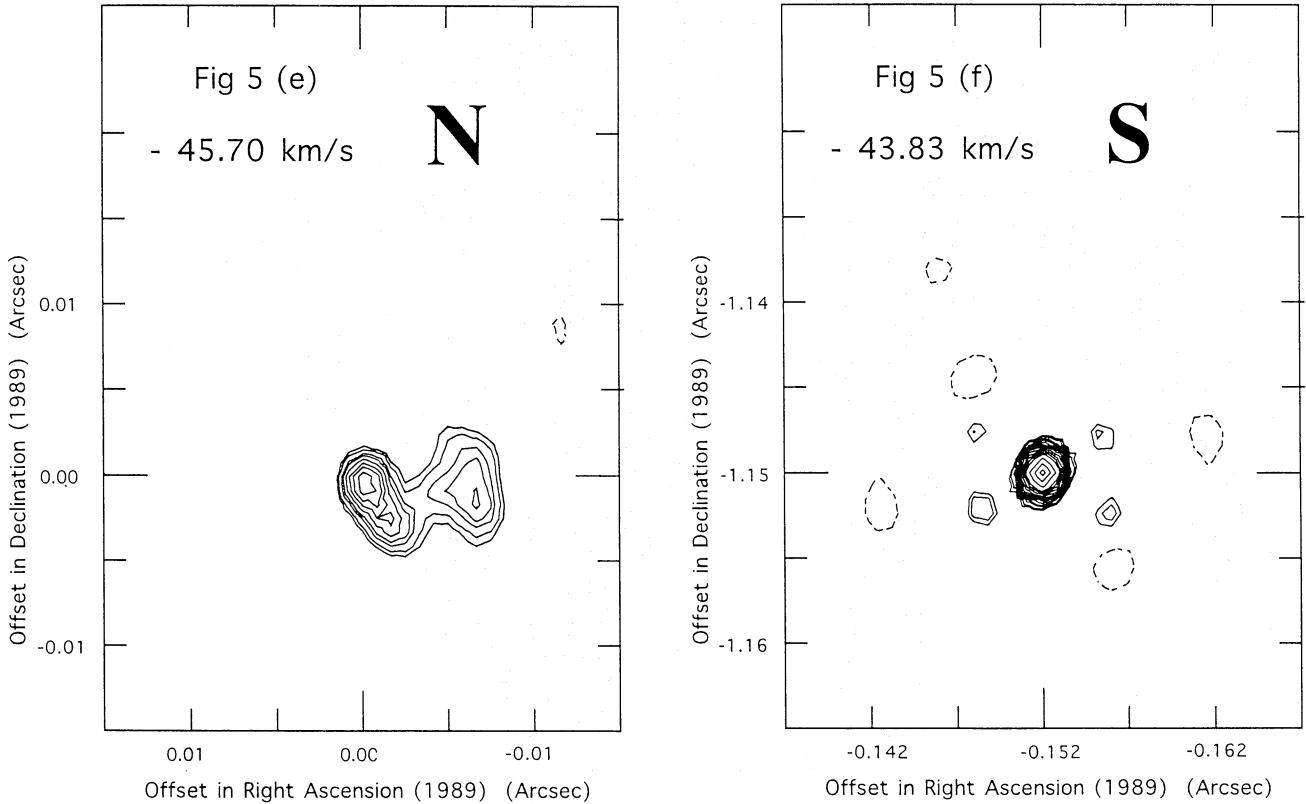 Fig 5 (e)
- 45.70 km/s
N
0.01
0.00
-0.01
Offset in Declination (1989) (Arcsec)
0.01
0.00
-0.01
Offset in Right Ascension (1989) (Arcsec)
Fig 5 (f)
- 43.83 km/s
S
-1.14
-1.15
-1.16
Offset in Declination (1989) (Arcsec)
-0.142
-0.152
-0.162
Offset in Right Ascension (1989) (Arcsec)